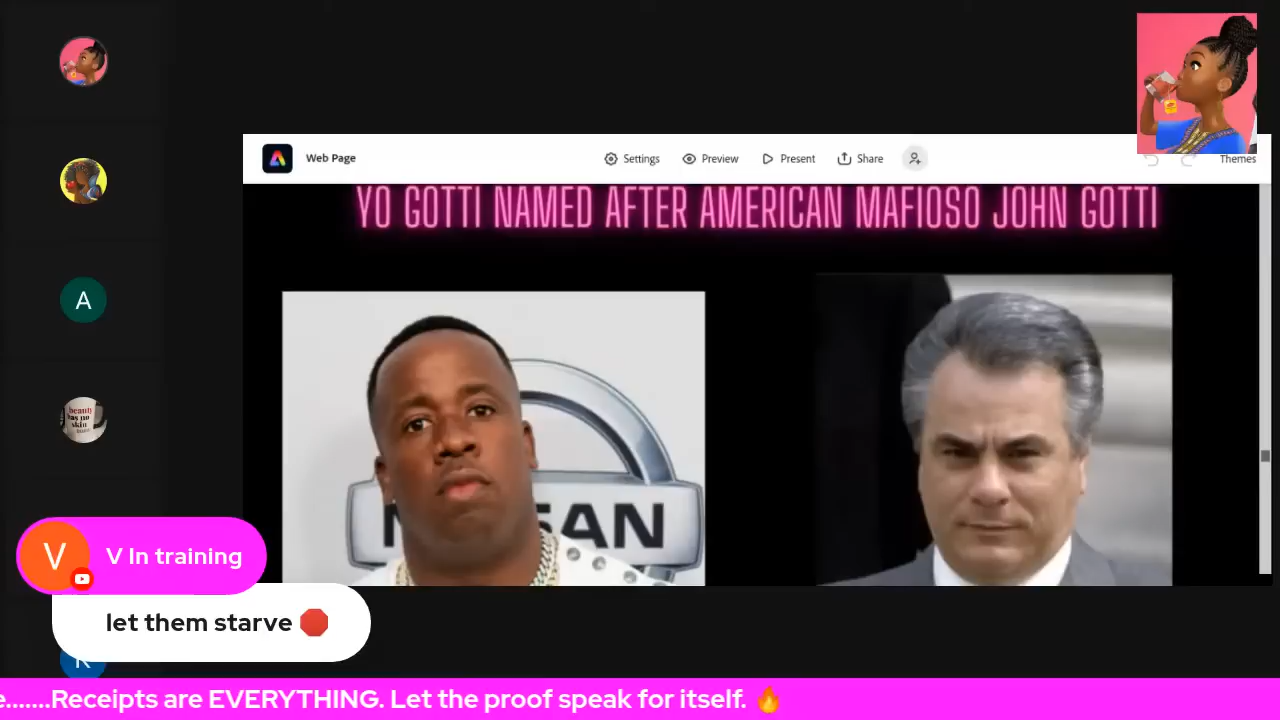 Web Page
Settings
Preview
Present
Share
Themes
YO GOTTI NAMED AFTER AMERICAN MAFIOSO JOHN GOTTI
A
V
V In training
let them starve 🛑
e.......Receipts are EVERYTHING. Let the proof speak for itself. 🔥